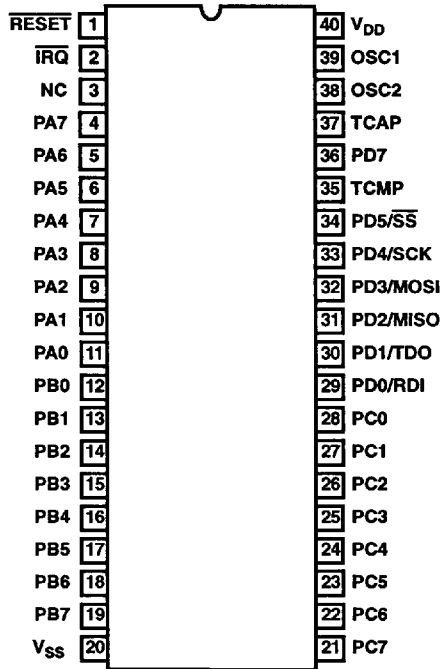 RESET 1 40 VDD
IRQ 2 39 OSC1
NC 3 38 OSC2
PA7 4 37 TCAP
PA6 5 36 PD7
PA5 6 35 TCMP
PA4 7 34 PD5/SS
PA3 8 33 PD4/SCK
PA2 9 32 PD3/MOSI
PA1 10 31 PD2/MISO
PA0 11 30 PD1/TDO
PB0 12 29 PD0/RDI
PB1 13 28 PC0
PB2 14 27 PC1
PB3 15 26 PC2
PB4 16 25 PC3
PB5 17 24 PC4
PB6 18 23 PC5
PB7 19 22 PC6
VSS 20 21 PC7